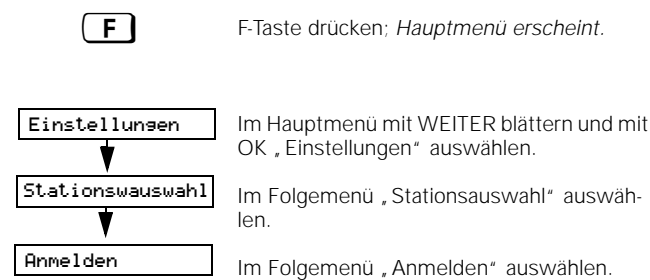 F
F-Taste drücken; Hauptmenü erscheint.
Einstellungen
Im Hauptmenü mit WEITER blättern und mit
OK „Einstellungen“ auswählen.
Stationswauswahl
Im Folgemenü „Stationsauswahl“ auswäh-
len.
Anmelden
Im Folgemenü „Anmelden“ auswählen.